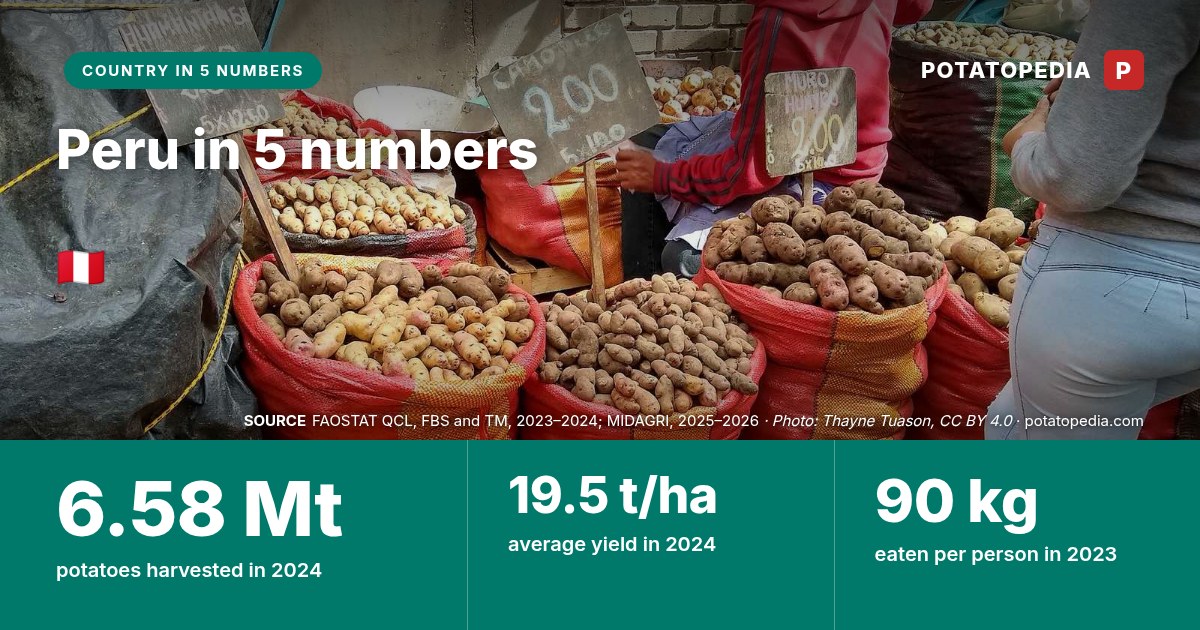 COUNTRY IN 5 NUMBERS
POTATOPEDIA P
Peru in 5 numbers
2.00
MURO
HUAYRO
2.00
SOURCE FAOSTAT QCL, FBS and TM, 2023–2024; MIDAGRI, 2025–2026 · Photo: Thayne Tuason, CC BY 4.0 · potatopedia.com
6.58 Mt
potatoes harvested in 2024
19.5 t/ha
average yield in 2024
90 kg
eaten per person in 2023